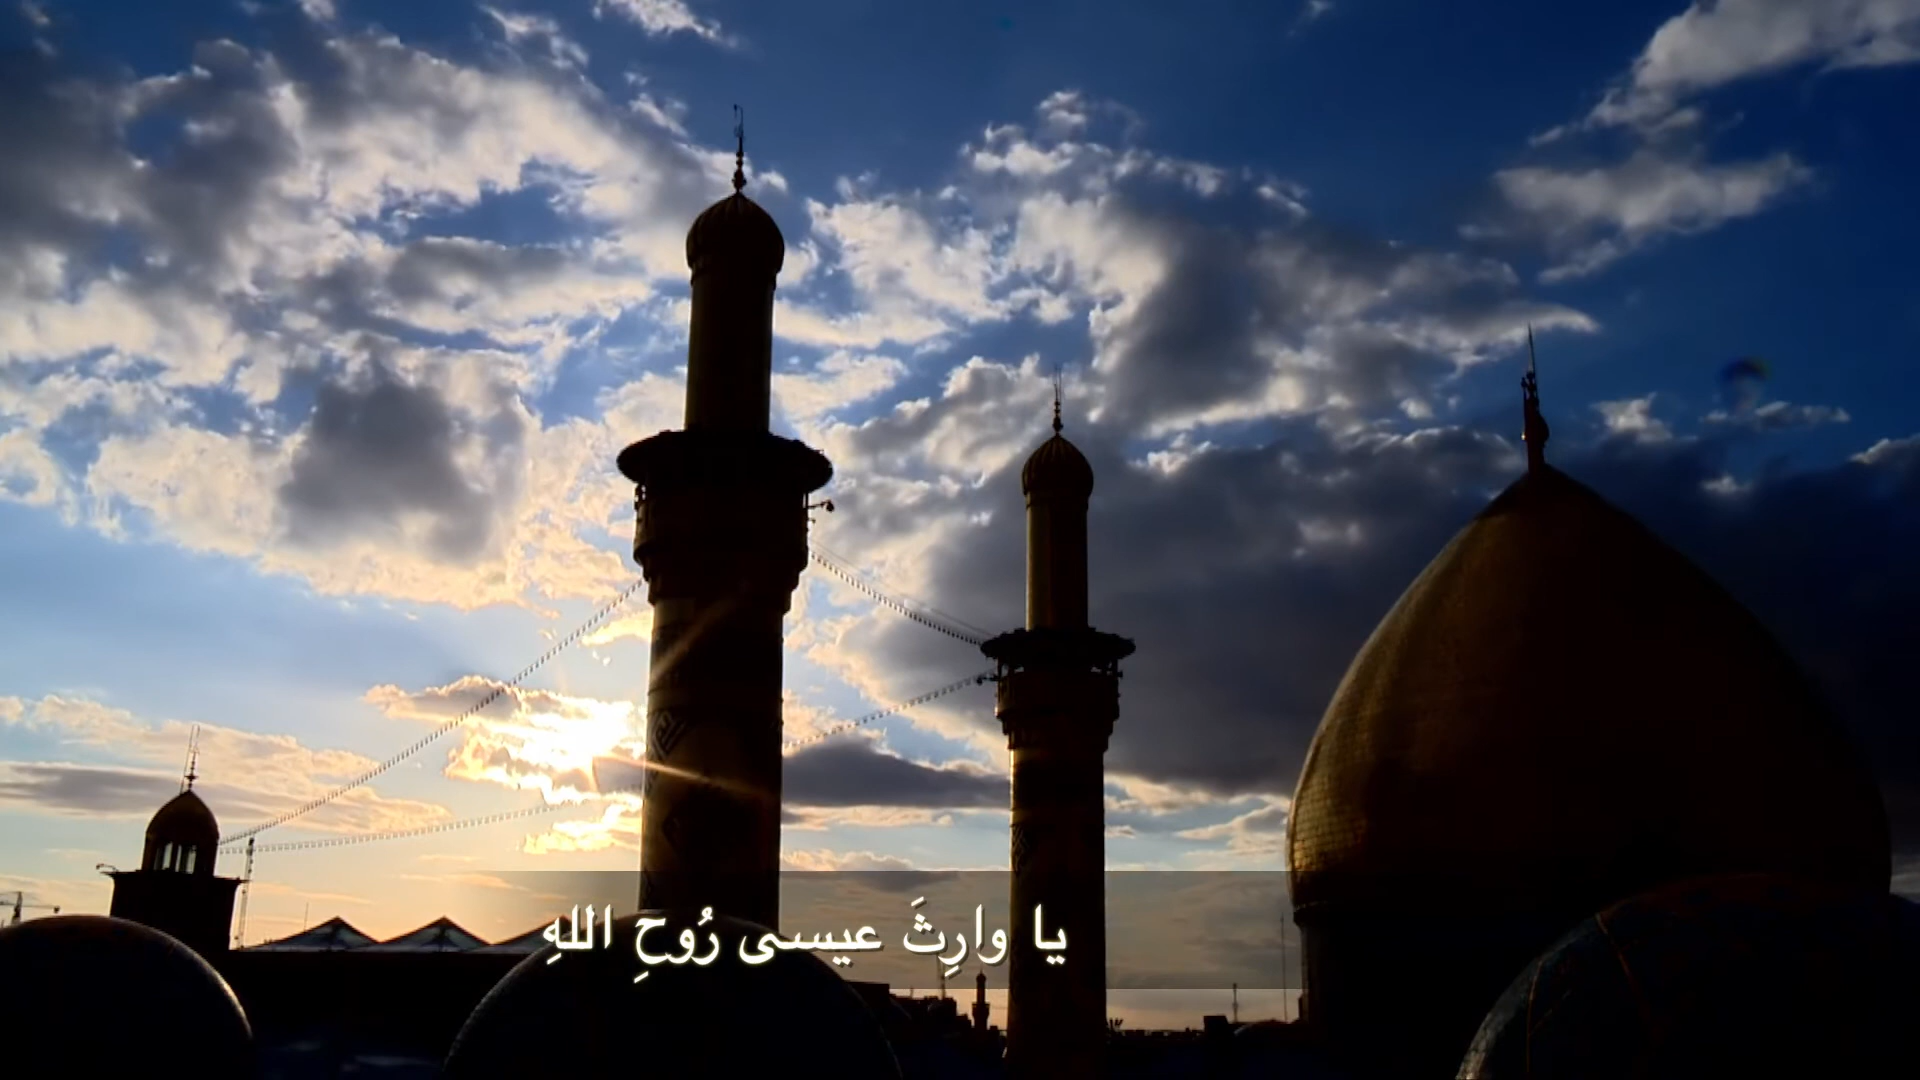 يا وارِثَ عيسى رُوحِ اللهِ